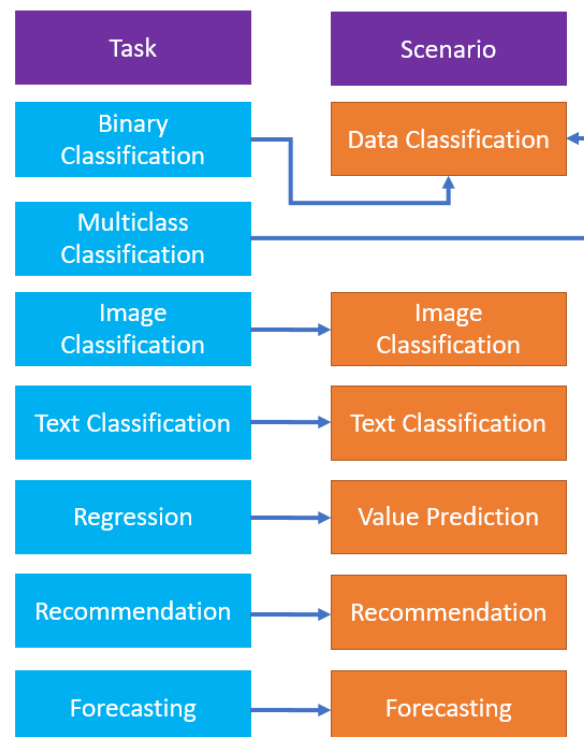 Task
Scenario
Binary
Classification
Data Classification
Multiclass
Classification
Image
Classification
Image
Classification
Text Classification
Text Classification
Regression
Value Prediction
Recommendation
Recommendation
Forecasting
Forecasting